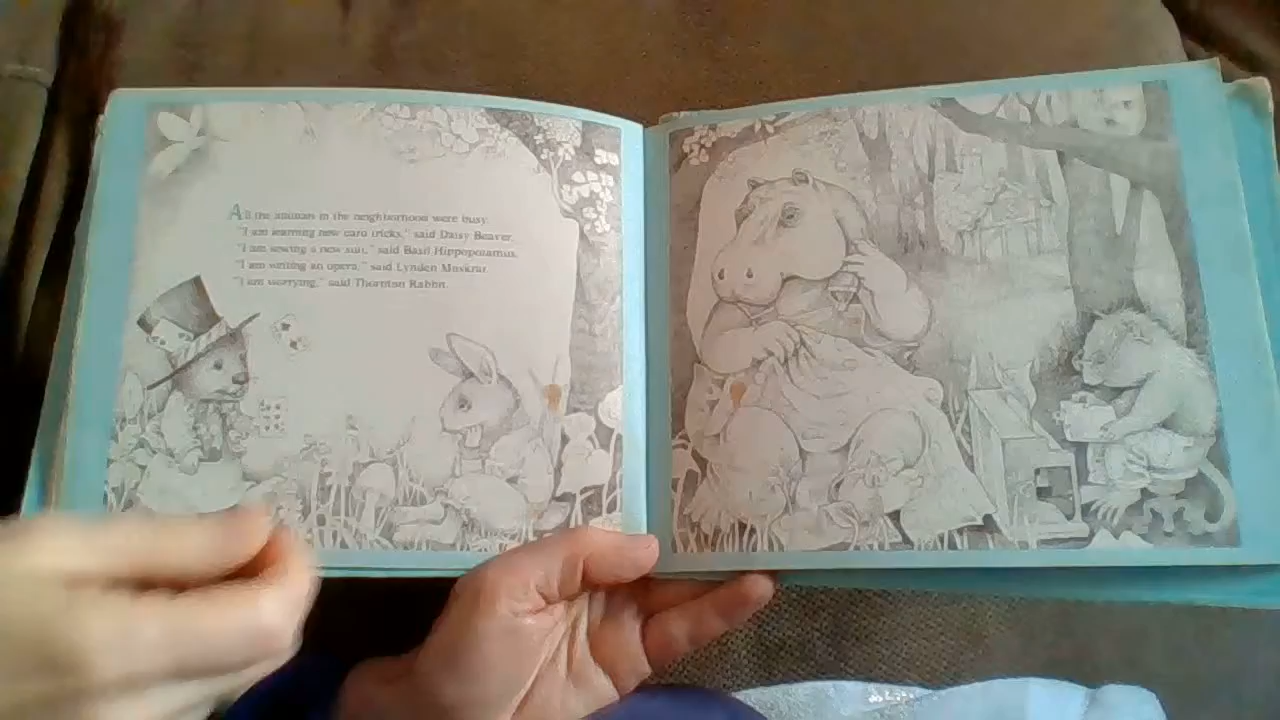 All the animals in the neighborhood were busy.
"I am learning new card tricks," said Daisy Beaver.
"I am sewing a new suit," said Basil Hippopotamus.
"I am writing an opera," said Lynden Muskrat.
"I am worrying," said Thornton Rabbit.